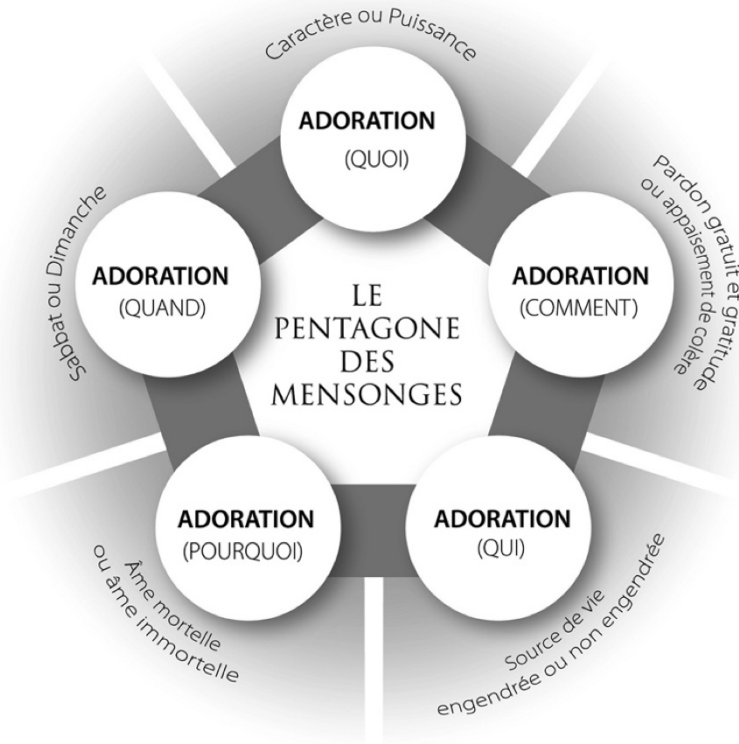 Caractère ou Puissance
ADORATION
(QUOI)
Pardon gratuit et gratitude
ou appaisement de colère
ADORATION
(COMMENT)
Sabbat ou Dimanche
ADORATION
(QUAND)
LE
PENTAGONE
DES
MENSONGES
ADORATION
(POURQUOI)
Âme mortelle
ou âme immortelle
ADORATION
(QUI)
Source de vie
engendrée ou non engendrée